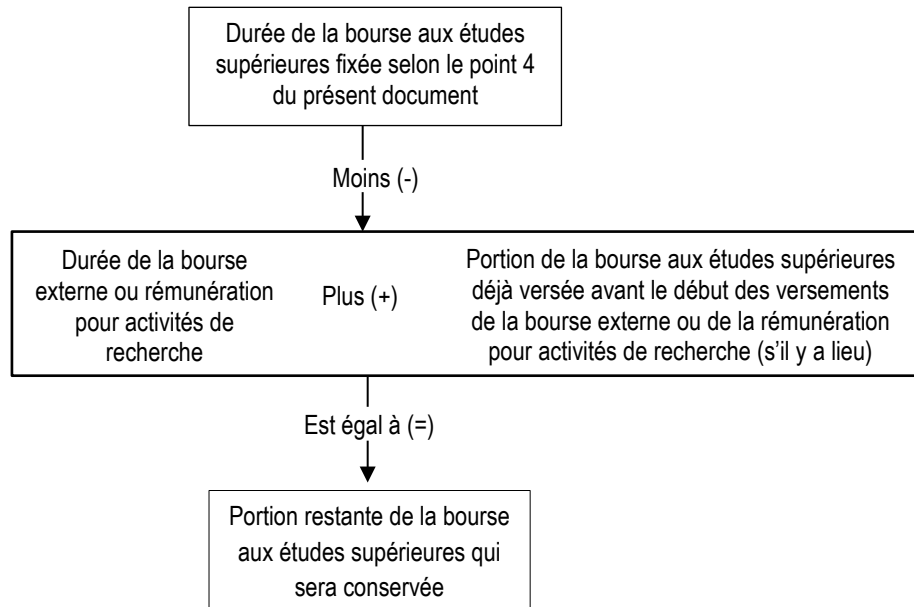 Durée de la bourse aux études
supérieures fixée selon le point 4
du présent document
Moins (-)
Durée de la bourse
externe ou rémunération
pour activités de
recherche
Plus (+)
Portion de la bourse aux études supérieures
déjà versée avant le début des versements
de la bourse externe ou de la rémunération
pour activités de recherche (s'il y a lieu)
Est égal à (=)
Portion restante de la bourse
aux études supérieures qui
sera conservée